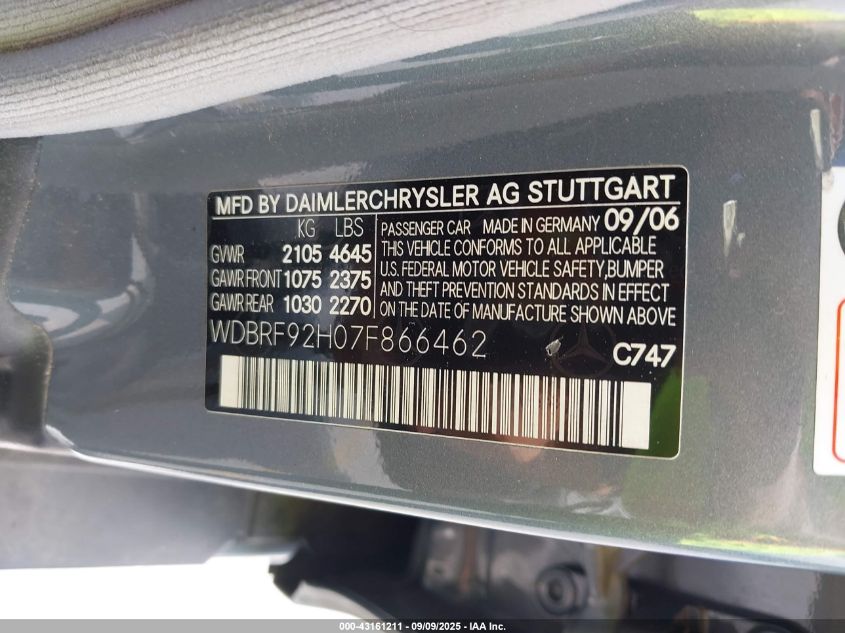 MFD BY DAIMLERCHRYSLER AG STUTTGART
KG LBS
GVWR 2105 4645
GAWR FRONT 1075 2375
GAWR REAR 1030 2270
PASSENGER CAR MADE IN GERMANY 09/06
THIS VEHICLE CONFORMS TO ALL APPLICABLE
U.S. FEDERAL MOTOR VEHICLE SAFETY,BUMPER
AND THEFT PREVENTION STANDARDS IN EFFECT
ON THE DATE OF MANUFACTURE SHOWN ABOVE
WDBRF92H07F866462
C747
000-43161211 - 09/09/2025 - IAA Inc.